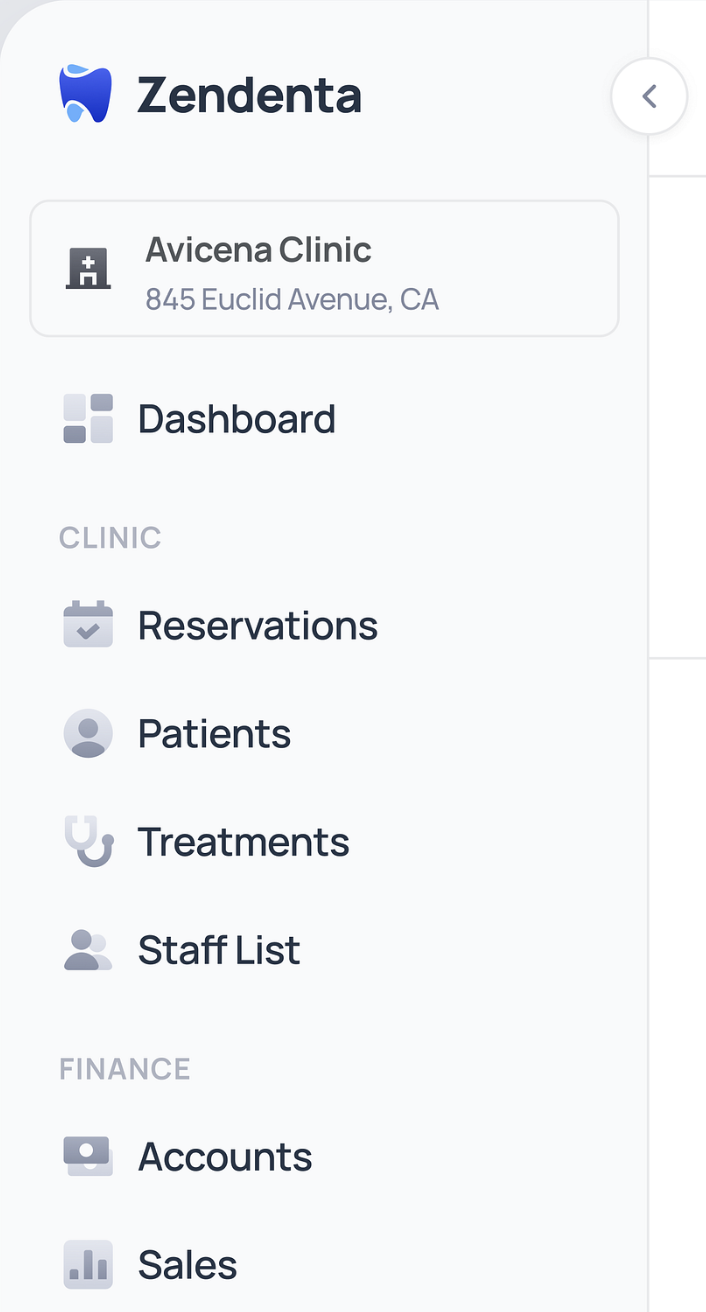 Zendenta
Avicena Clinic
845 Euclid Avenue, CA
Dashboard
CLINIC
Reservations
Patients
Treatments
Staff List
FINANCE
Accounts
Sales